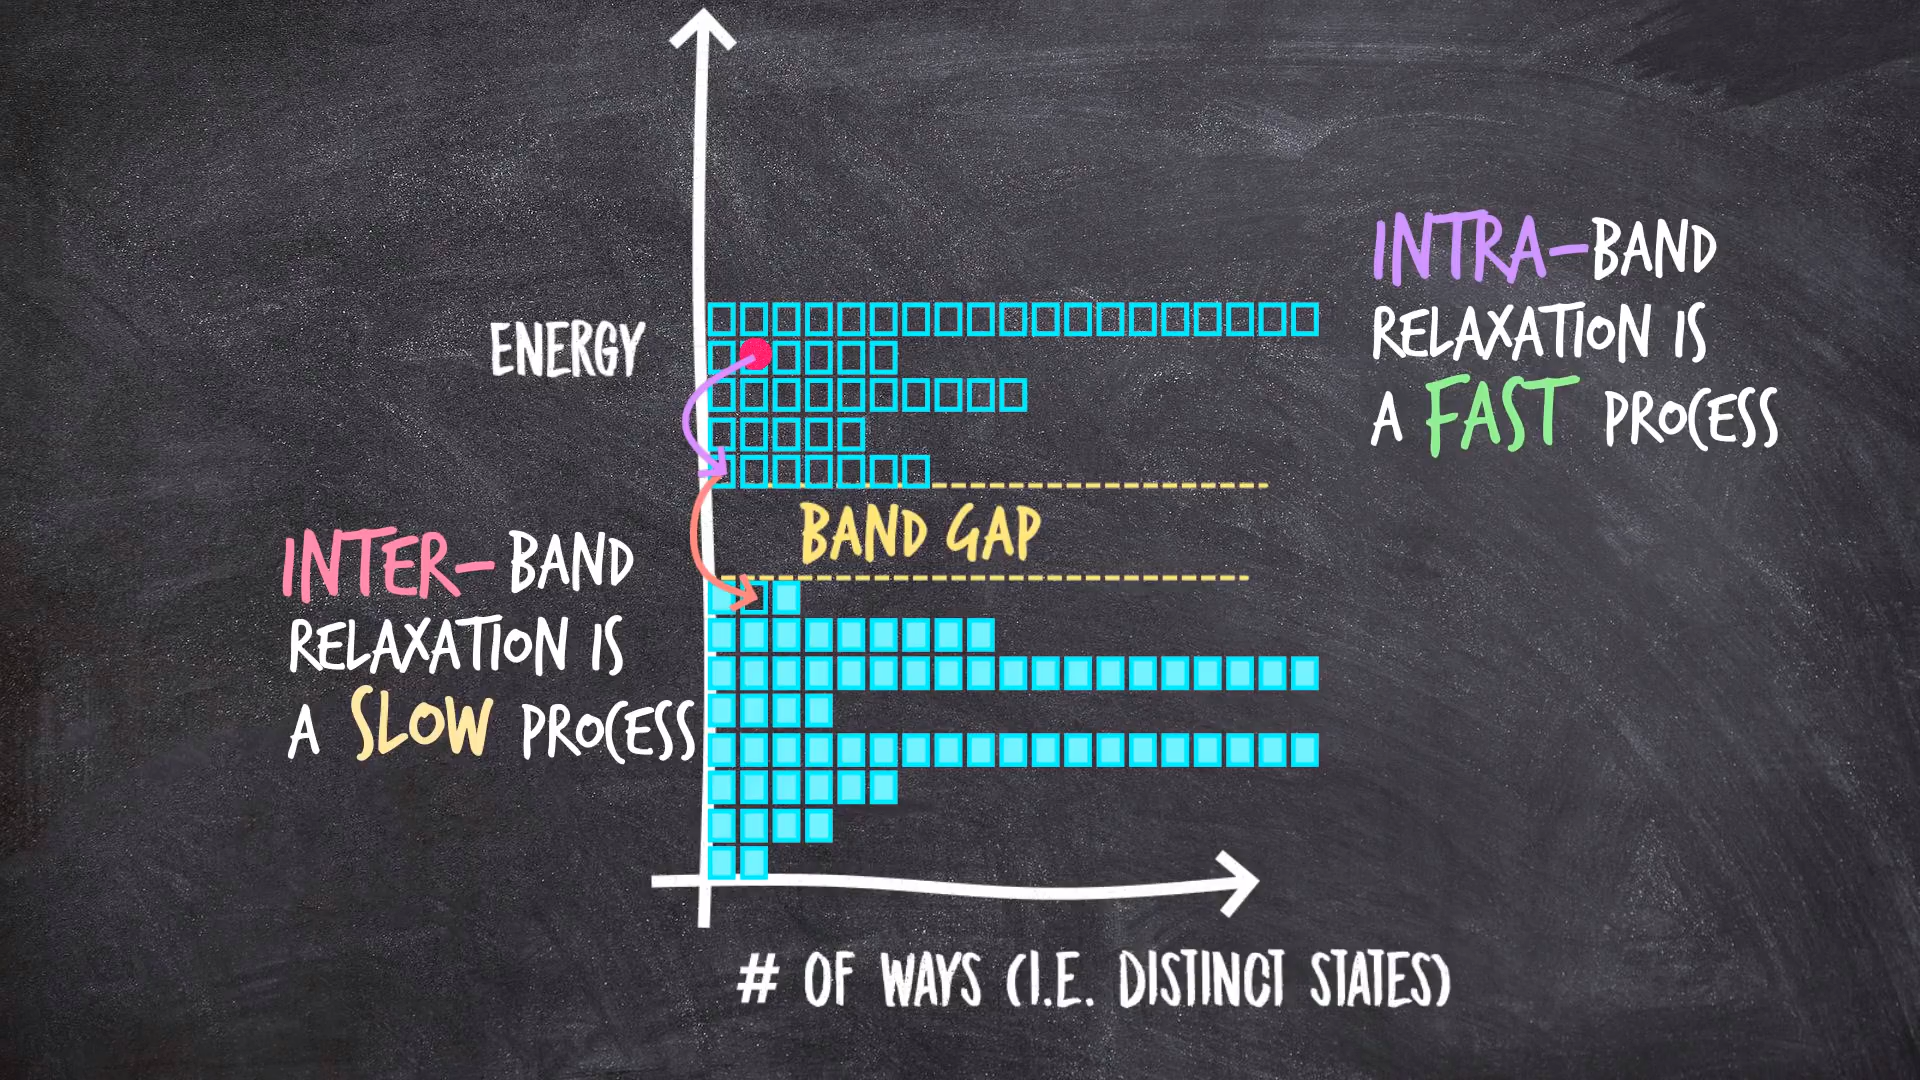 INTRA-BAND
RELAXATION IS
A FAST PROCESS
ENERGY
BAND GAP
INTER-BAND
RELAXATION IS
A SLOW PROCESS
# OF WAYS (I.E. DISTINCT STATES)